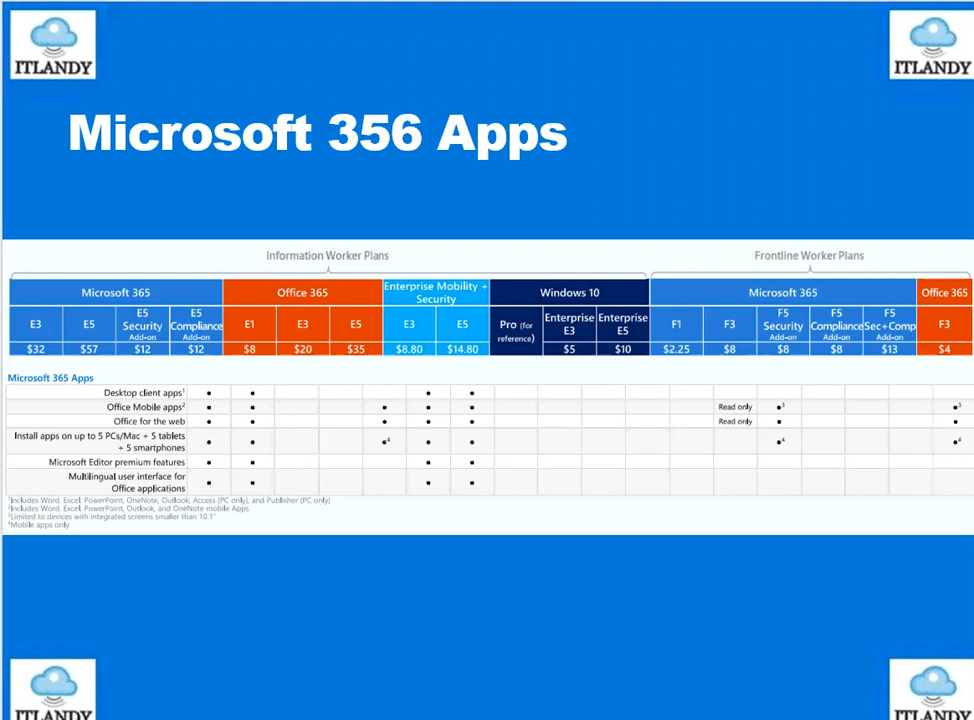 ITLANDY
ITLANDY
Microsoft 356 Apps
Information Worker Plans
Frontline Worker Plans
Microsoft 365
Office 365
Enterprise Mobility +
Security
Windows 10
Microsoft 365
Office 365
E3
E5
E5
Security
Add-on
E5
Compliance
Add-on
E1
E3
E5
E3
E5
Pro (for
reference)
Enterprise
E3
Enterprise
E5
F1
F3
F5
Security
Add-on
F5
Compliance
Add-on
F5
Sec+Comp
Add-on
F3
$32 $57 $12 $12 $8 $20 $35 $8.80 $14.80 $5 $10 $2.25 $8 $8 $8 $13 $4
Microsoft 365 Apps
Desktop client apps¹ • • • •
Office Mobile apps² • • • • • Read only •³ •³
Office for the web • • • • • Read only • •
Install apps on up to 5 PCs/Mac + 5 tablets
+ 5 smartphones • • •⁴ • • •⁴ •⁴
Microsoft Editor premium features • • • •
Multilingual user interface for
Office applications • • • •
¹Includes Word, Excel, PowerPoint, OneNote, Outlook, Access (PC only), and Publisher (PC only)
²Includes Word, Excel, PowerPoint, Outlook, and OneNote mobile Apps
³Limited to devices with integrated screens smaller than 10.1"
⁴Mobile apps only
ITLANDY
ITLANDY